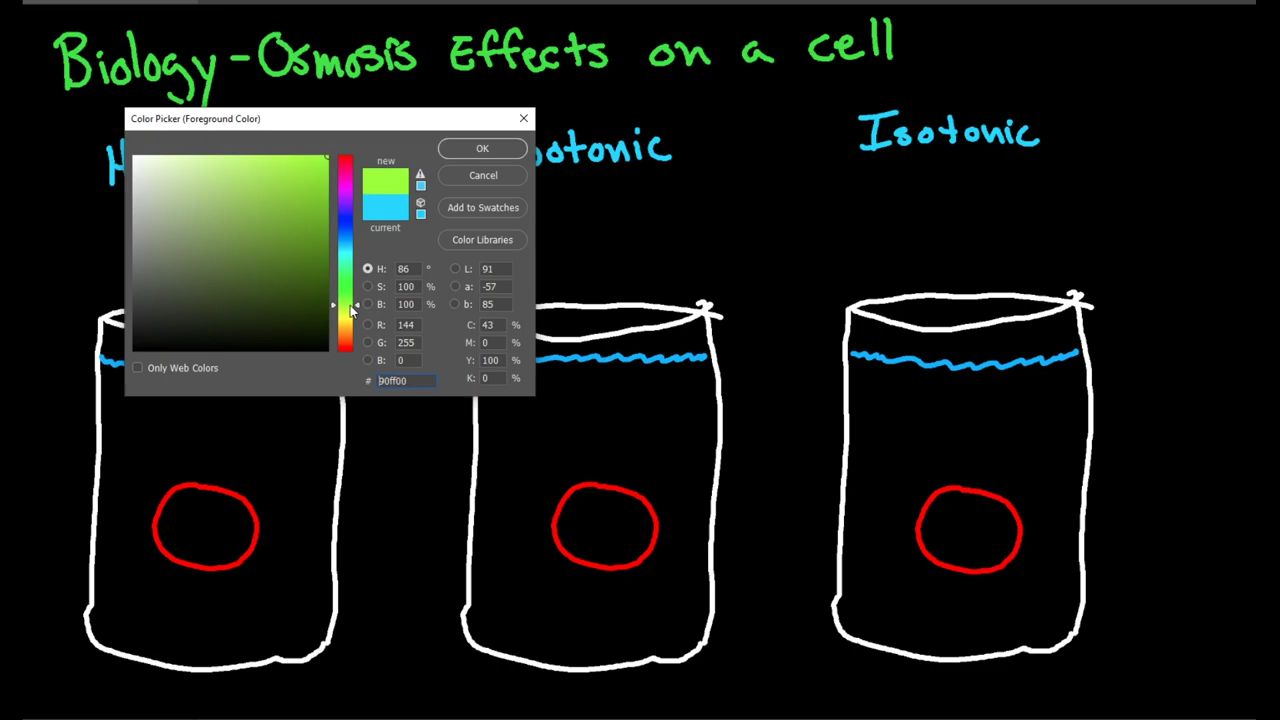 Biology - Osmosis Effects on a cell
Isotonic
Color Picker (Foreground Color)
OK
Cancel
Add to Swatches
Color Libraries
new
current
H: 86 °
S: 100 %
B: 100 %
R: 144
G: 255
B: 0
# 90ff00
L: 91
a: -57
b: 85
C: 43 %
M: 0 %
Y: 100 %
K: 0 %
Only Web Colors